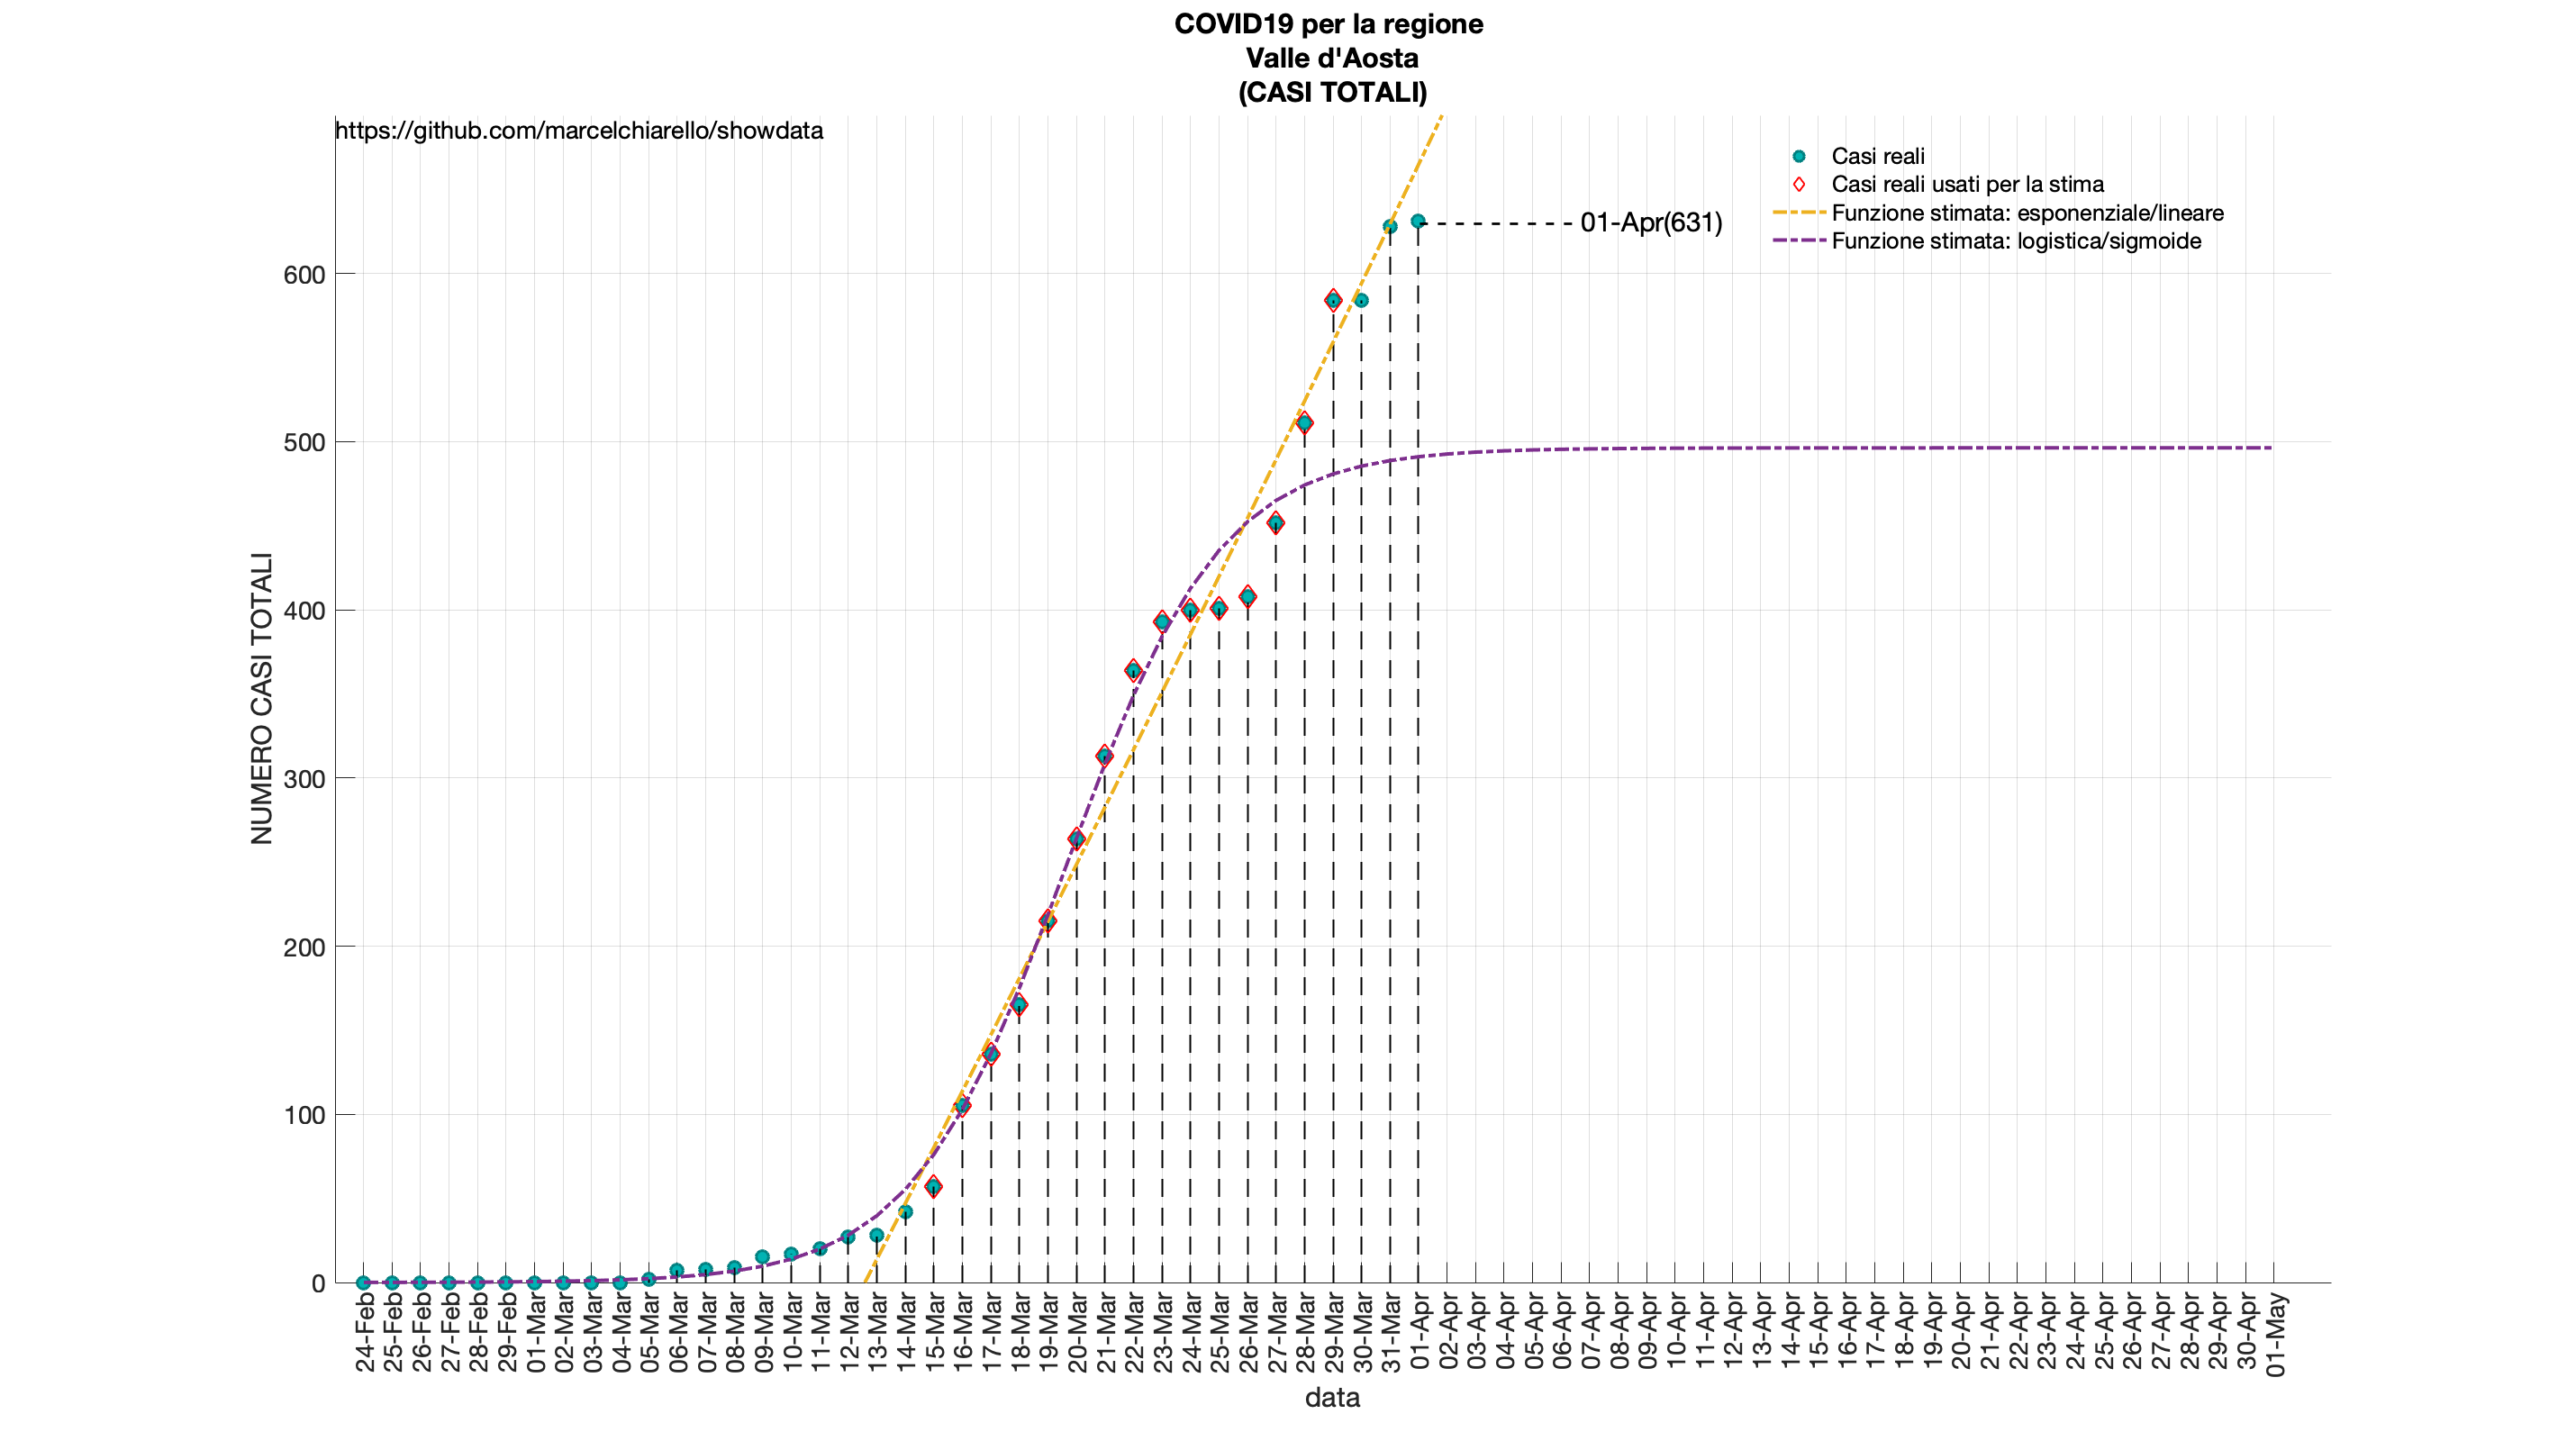 COVID19 per la regione
Valle d'Aosta
(CASI TOTALI)
https://github.com/marcelchiarello/showdata
Casi reali
Casi reali usati per la stima
Funzione stimata: esponenziale/lineare
Funzione stimata: logistica/sigmoide
01-Apr(631)
NUMERO CASI TOTALI
600
500
400
300
200
100
0
24-Feb
25-Feb
26-Feb
27-Feb
28-Feb
29-Feb
01-Mar
02-Mar
03-Mar
04-Mar
05-Mar
06-Mar
07-Mar
08-Mar
09-Mar
10-Mar
11-Mar
12-Mar
13-Mar
14-Mar
15-Mar
16-Mar
17-Mar
18-Mar
19-Mar
20-Mar
21-Mar
22-Mar
23-Mar
24-Mar
25-Mar
26-Mar
27-Mar
28-Mar
29-Mar
30-Mar
31-Mar
01-Apr
02-Apr
03-Apr
04-Apr
05-Apr
06-Apr
07-Apr
08-Apr
09-Apr
10-Apr
11-Apr
12-Apr
13-Apr
14-Apr
15-Apr
16-Apr
17-Apr
18-Apr
19-Apr
20-Apr
21-Apr
22-Apr
23-Apr
24-Apr
25-Apr
26-Apr
27-Apr
28-Apr
29-Apr
30-Apr
01-May
data